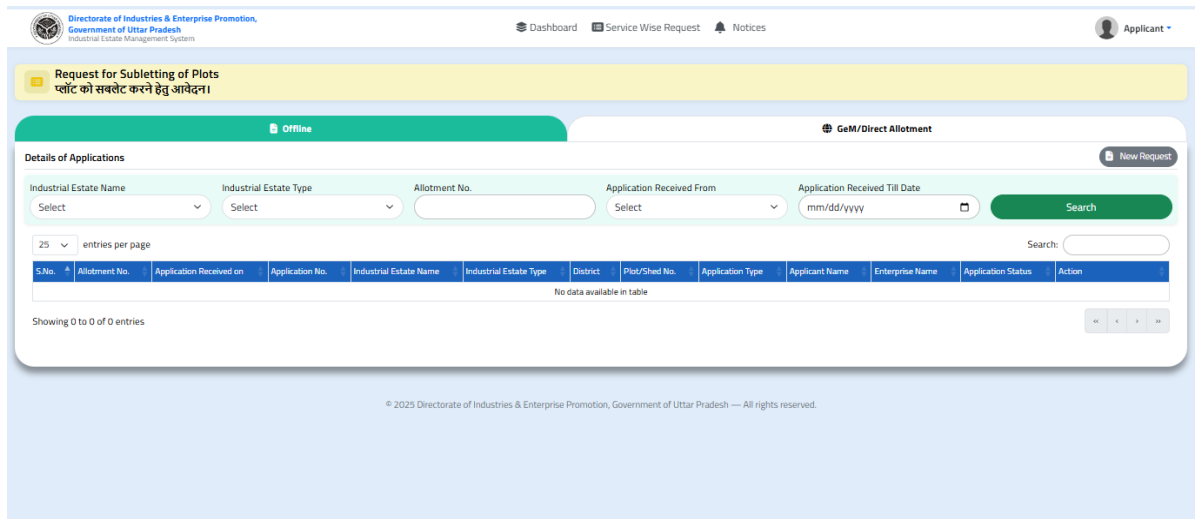 Directorate of Industries & Enterprise Promotion,
Government of Uttar Pradesh
Industrial Estate Management System
Dashboard Service Wise Request Notices
Applicant
Request for Subletting of Plots
प्लॉट को सबलेट करने हेतु आवेदन।
Offline
GeM/Direct Allotment
Details of Applications
New Request
Industrial Estate Name Industrial Estate Type Allotment No. Application Received From Application Received Till Date
Select Select Select mm/dd/yyyy Search
25 entries per page
Search:
S.No. Allotment No. Application Received on Application No. Industrial Estate Name Industrial Estate Type District Plot/Shed No. Application Type Applicant Name Enterprise Name Application Status Action
No data available in table
Showing 0 to 0 of 0 entries
« ‹ › »
© 2025 Directorate of Industries & Enterprise Promotion, Government of Uttar Pradesh — All rights reserved.